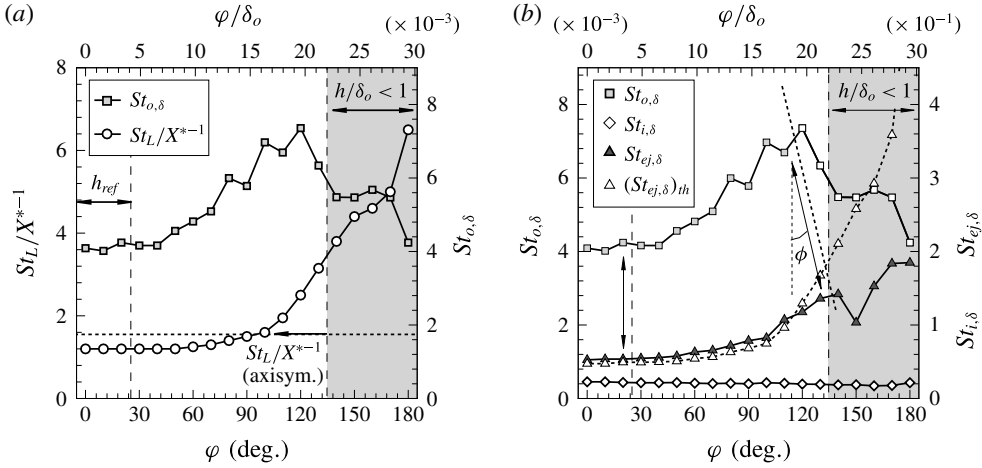 (a) φ/δo (× 10−3)
0 5 10 15 20 25 30
8 6 4 2 0
StL/X*−1
Sto,δ
StL/X*−1
h/δo < 1
href
StL/X*−1
(axisym.)
8 6 4 2 0
Sto,δ
0 30 60 90 120 150 180
φ (deg.)
(b) (× 10−3) φ/δo (× 10−1)
0 5 10 15 20 25 30
8 6 4 2 0
Sto,δ
Sto,δ
Sti,δ
Stej,δ
(Stej,δ)th
h/δo < 1
ϕ
4 3 2 1 0
Stej,δ
Sti,δ
0 30 60 90 120 150 180
φ (deg.)